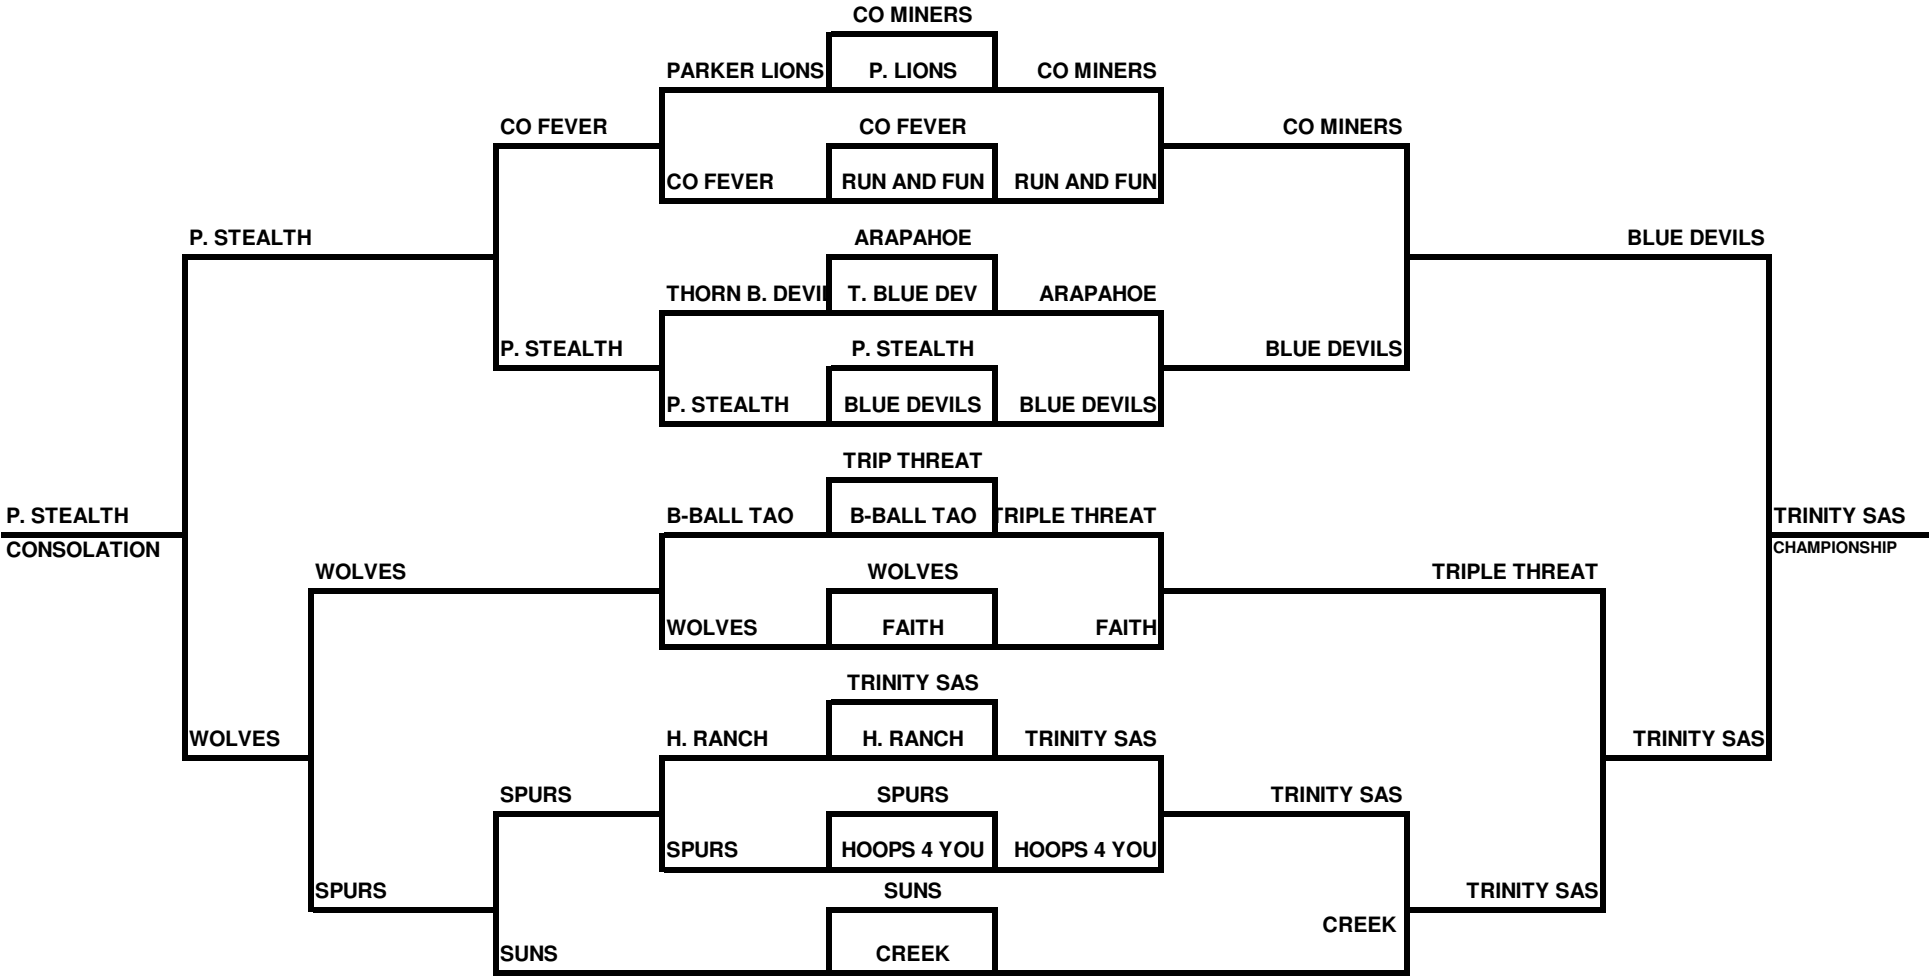 CO MINERS
PARKER LIONS P. LIONS CO MINERS
CO FEVER CO FEVER CO MINERS
CO FEVER RUN AND FUN RUN AND FUN
P. STEALTH ARAPAHOE BLUE DEVILS
THORN B. DEVI T. BLUE DEV ARAPAHOE
P. STEALTH P. STEALTH BLUE DEVILS
P. STEALTH BLUE DEVILS BLUE DEVILS
TRIP THREAT
P. STEALTH B-BALL TAO B-BALL TAO TRIPLE THREAT TRINITY SAS
CONSOLATION CHAMPIONSHIP
WOLVES WOLVES TRIPLE THREAT
WOLVES FAITH FAITH
TRINITY SAS
WOLVES H. RANCH H. RANCH TRINITY SAS TRINITY SAS
SPURS SPURS TRINITY SAS
SPURS HOOPS 4 YOU HOOPS 4 YOU
SPURS SUNS TRINITY SAS
CREEK
SUNS CREEK